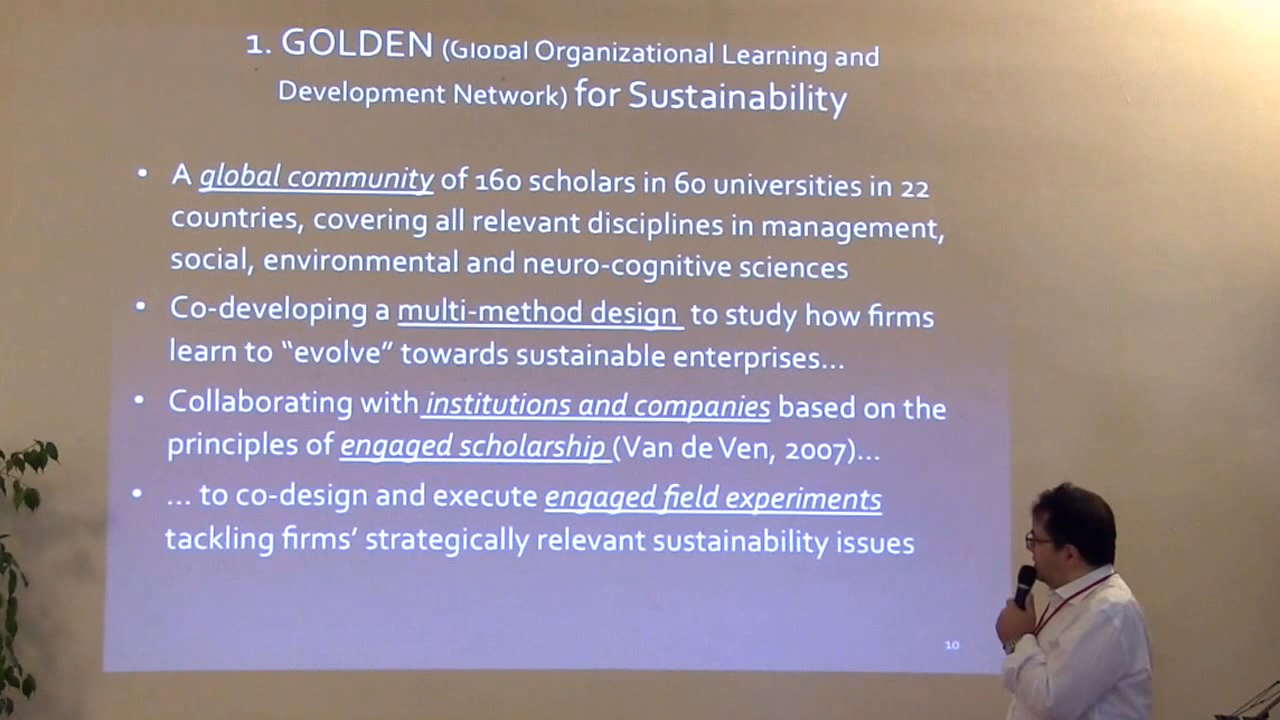 1. GOLDEN (Global Organizational Learning and
Development Network) for Sustainability
• A global community of 160 scholars in 60 universities in 22
countries, covering all relevant disciplines in management,
social, environmental and neuro-cognitive sciences
• Co-developing a multi-method design to study how firms
learn to “evolve” towards sustainable enterprises...
• Collaborating with institutions and companies based on the
principles of engaged scholarship (Van de Ven, 2007)...
• ... to co-design and execute engaged field experiments
tackling firms’ strategically relevant sustainability issues
10